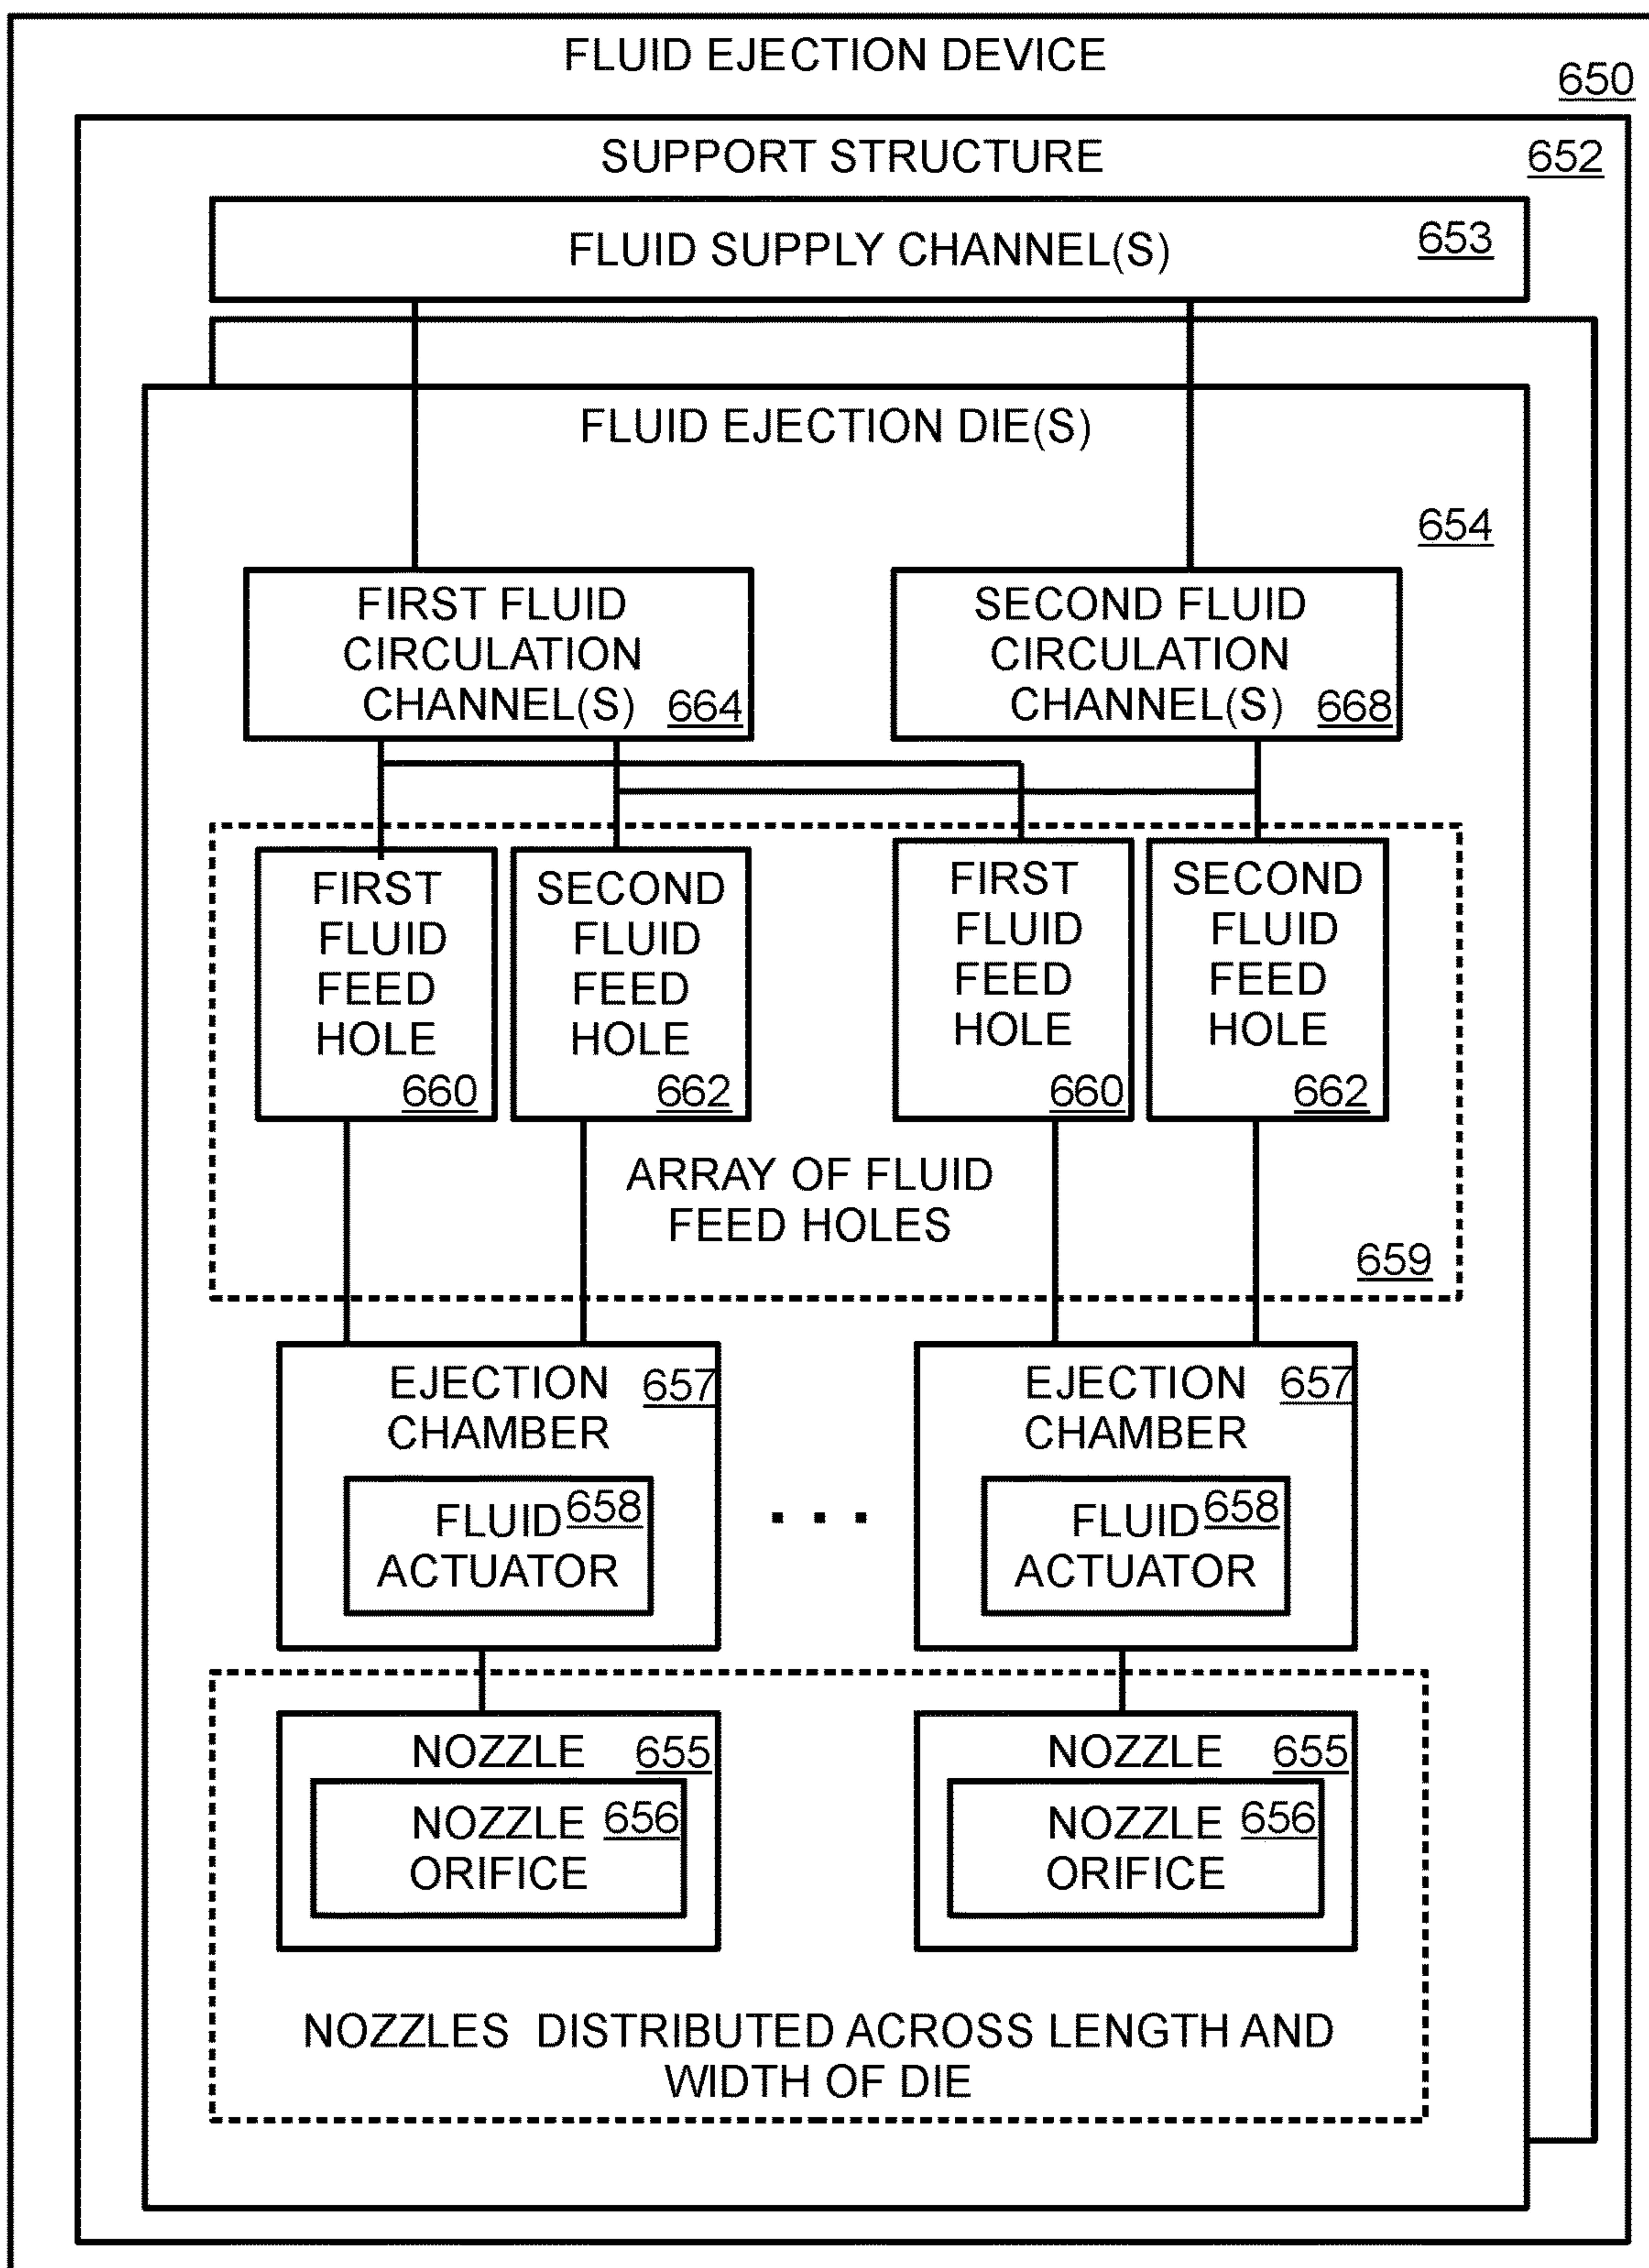 FLUID EJECTION DEVICE
650
SUPPORT STRUCTURE
652
FLUID SUPPLY CHANNEL(S)
653
FLUID EJECTION DIE(S)
654
FIRST FLUID
CIRCULATION
CHANNEL(S) 664
SECOND FLUID
CIRCULATION
CHANNEL(S) 668
FIRST
FLUID
FEED
HOLE
660
SECOND
FLUID
FEED
HOLE
662
FIRST
FLUID
FEED
HOLE
660
SECOND
FLUID
FEED
HOLE
662
ARRAY OF FLUID
FEED HOLES
659
EJECTION 657
CHAMBER
FLUID 658
ACTUATOR
. . .
EJECTION 657
CHAMBER
FLUID 658
ACTUATOR
NOZZLE 655
NOZZLE 656
ORIFICE
NOZZLE 655
NOZZLE 656
ORIFICE
NOZZLES DISTRIBUTED ACROSS LENGTH AND
WIDTH OF DIE